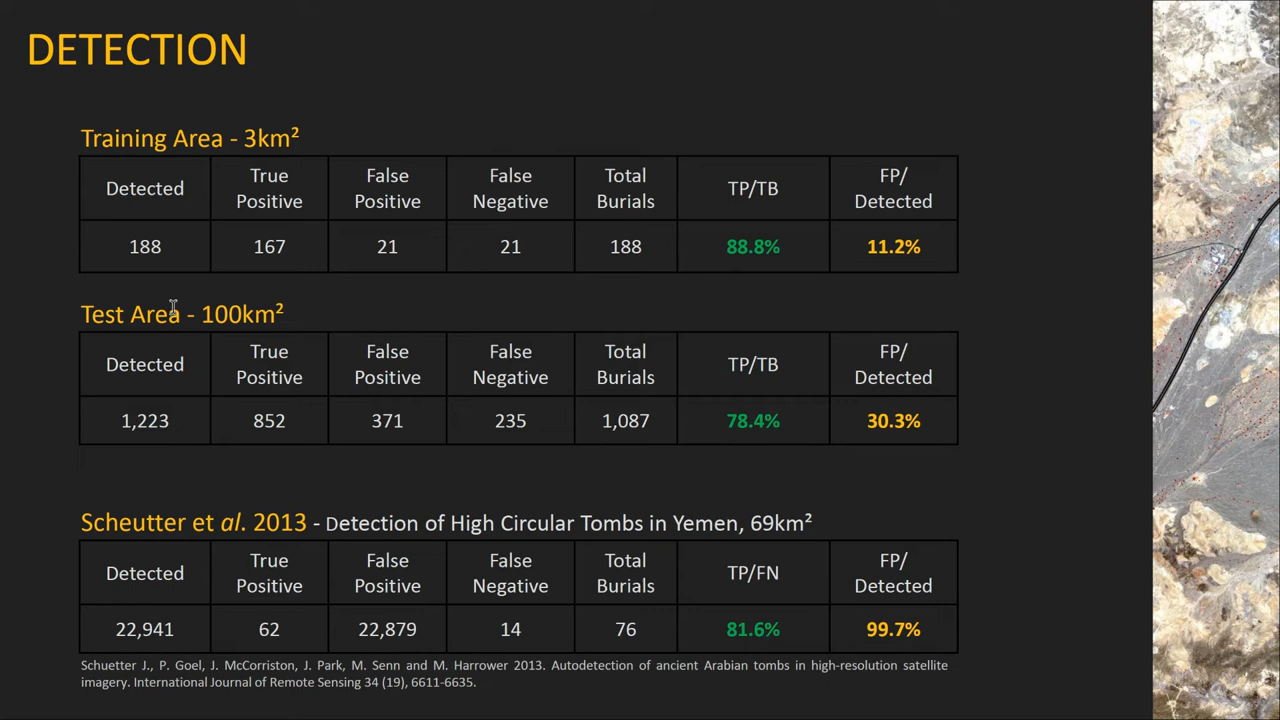 DETECTION
Training Area - 3km²
Detected True Positive False Positive False Negative Total Burials TP/TB FP/ Detected
188 167 21 21 188 88.8% 11.2%
Test Area - 100km²
Detected True Positive False Positive False Negative Total Burials TP/TB FP/ Detected
1,223 852 371 235 1,087 78.4% 30.3%
Scheutter et al. 2013 - Detection of High Circular Tombs in Yemen, 69km²
Detected True Positive False Positive False Negative Total Burials TP/FN FP/ Detected
22,941 62 22,879 14 76 81.6% 99.7%
Schuetter J., P. Goel, J. McCorriston, J. Park, M. Senn and M. Harrower 2013. Autodetection of ancient Arabian tombs in high-resolution satellite
imagery. International Journal of Remote Sensing 34 (19), 6611-6635.